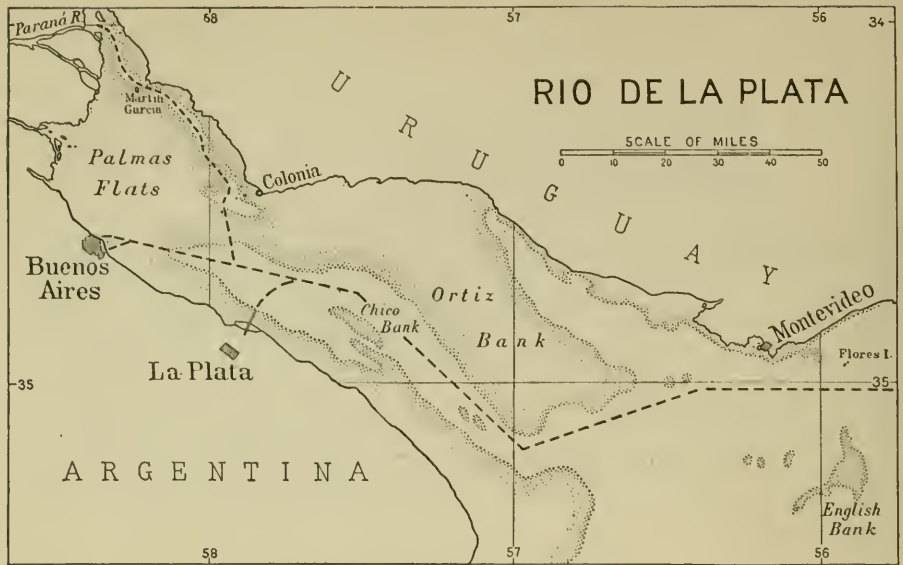 58
57
56
34
Paraná R.
RIO DE LA PLATA
SCALE OF MILES
0 10 20 30 40 50
Martin
Garcia
URUGUAY
Palmas
Flats
Colonia
Buenos
Aires
Ortiz
Bank
Chico
Bank
Montevideo
Flores I.
La Plata
35
35
ARGENTINA
English
Bank
58
57
56